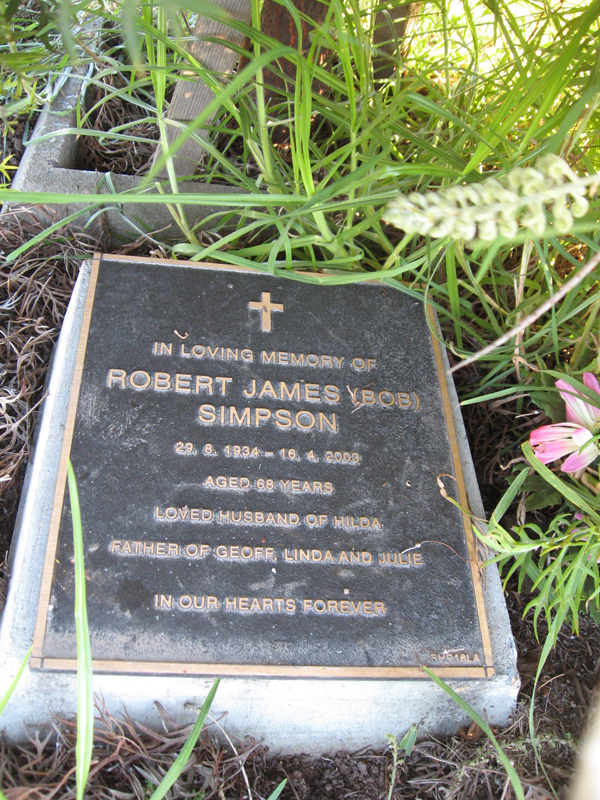 IN LOVING MEMORY OF
ROBERT JAMES (BOB)
SIMPSON
29. 8. 1934 - 16. 4. 2003
AGED 68 YEARS
LOVED HUSBAND OF HILDA
FATHER OF GEOFF, LINDA AND JULIE
IN OUR HEARTS FOREVER